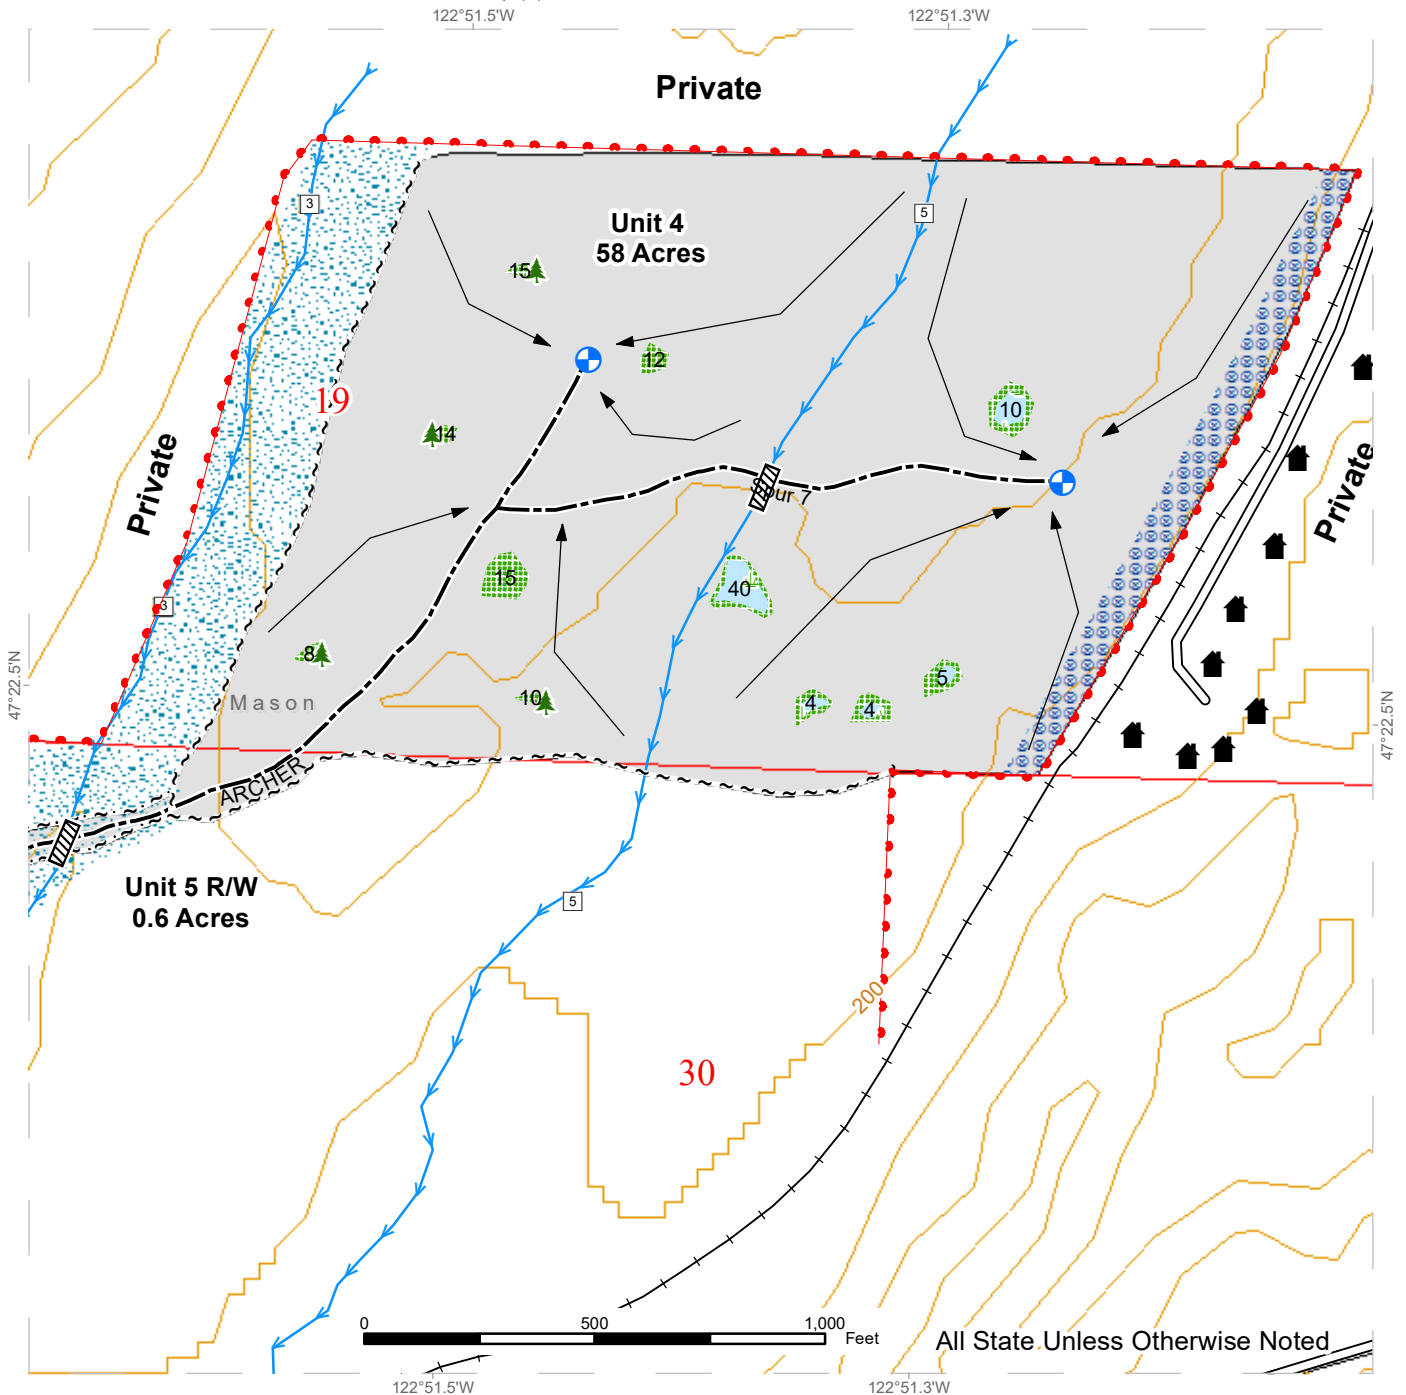 122°51.5'W
122°51.3'W
Private
3
5
Unit 4
58 Acres
15
12
19
10
14
Private
Private
Spur 7
15
40
3
8
5
10
4
4
Mason
47°22.5'N
47°22.5'N
ARCHER
Unit 5 R/W
0.6 Acres
5
200
30
0
500
1,000
Feet
All State Unless Otherwise Noted
122°51.5'W
122°51.3'W